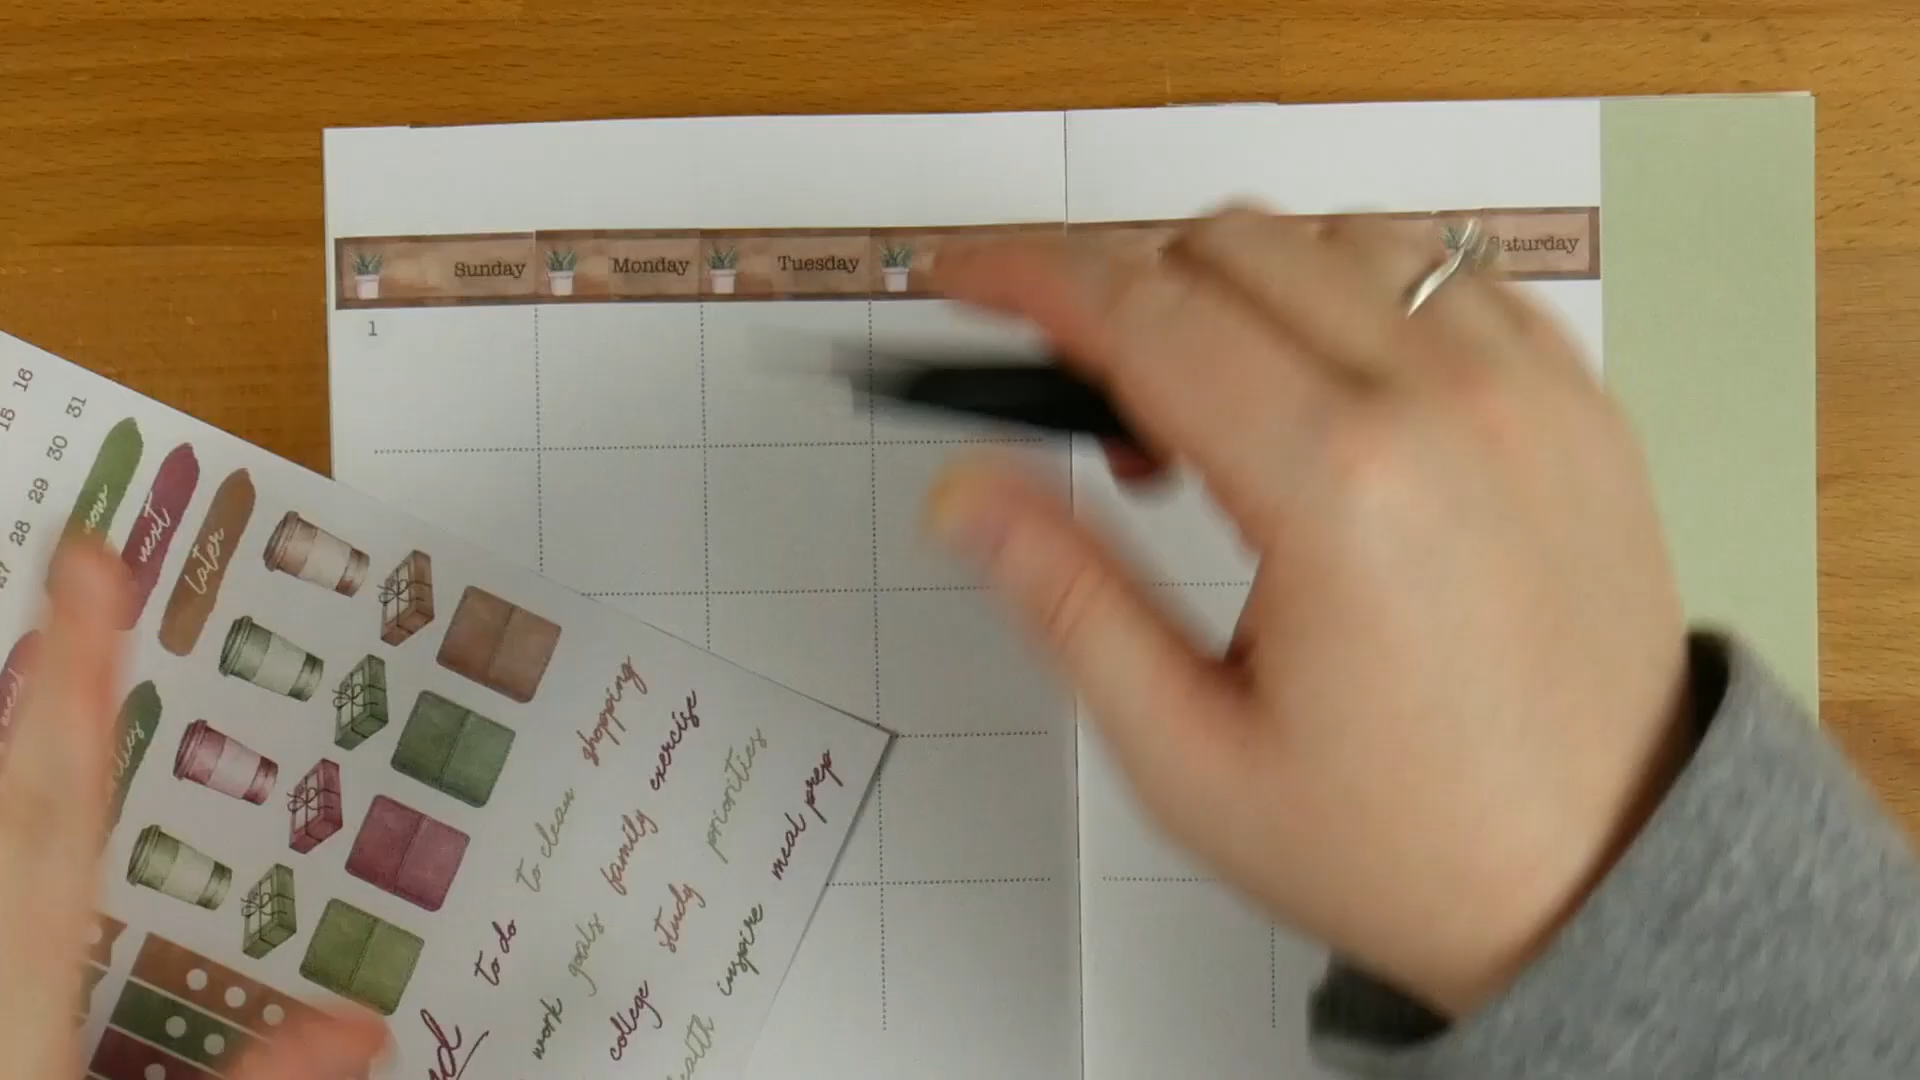 Sunday Monday Tuesday Saturday
1
16
15
31
30
29
28
now
next
later
shopping
exercise
priorities
meal prep
to clean
family
study
inspire
to do
goals
college
work